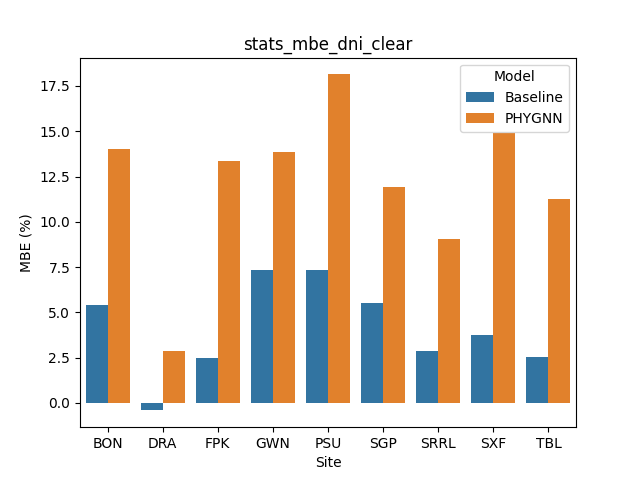 stats_mbe_dni_clear
Model
Baseline
PHYGNN
MBE (%)
17.5
15.0
12.5
10.0
7.5
5.0
2.5
0.0
BON DRA FPK GWN PSU SGP SRRL SXF TBL
Site